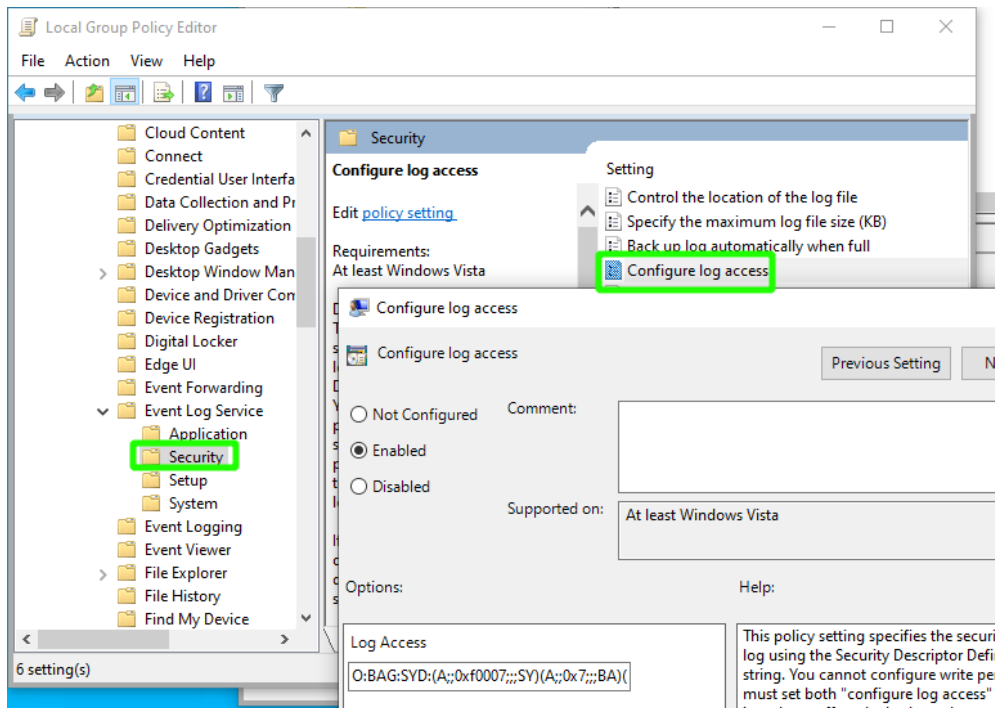 Local Group Policy Editor
File Action View Help
Cloud Content
Connect
Credential User Interfa
Data Collection and Pr
Delivery Optimization
Desktop Gadgets
Desktop Window Man
Device and Driver Con
Device Registration
Digital Locker
Edge UI
Event Forwarding
Event Log Service
Application
Security
Setup
System
Event Logging
Event Viewer
File Explorer
File History
Find My Device
6 setting(s)
Security
Configure log access
Edit policy setting
Requirements:
At least Windows Vista
Setting
Control the location of the log file
Specify the maximum log file size (KB)
Back up log automatically when full
Configure log access
Configure log access
Configure log access
Previous Setting
N
Not Configured
Enabled
Disabled
Comment:
Supported on:
At least Windows Vista
Options:
Help:
Log Access
O:BAG:SYD:(A;;0xf0007;;;SY)(A;;0x7;;;BA)(
This policy setting specifies the securi
log using the Security Descriptor Defi
string. You cannot configure write per
must set both "configure log access"